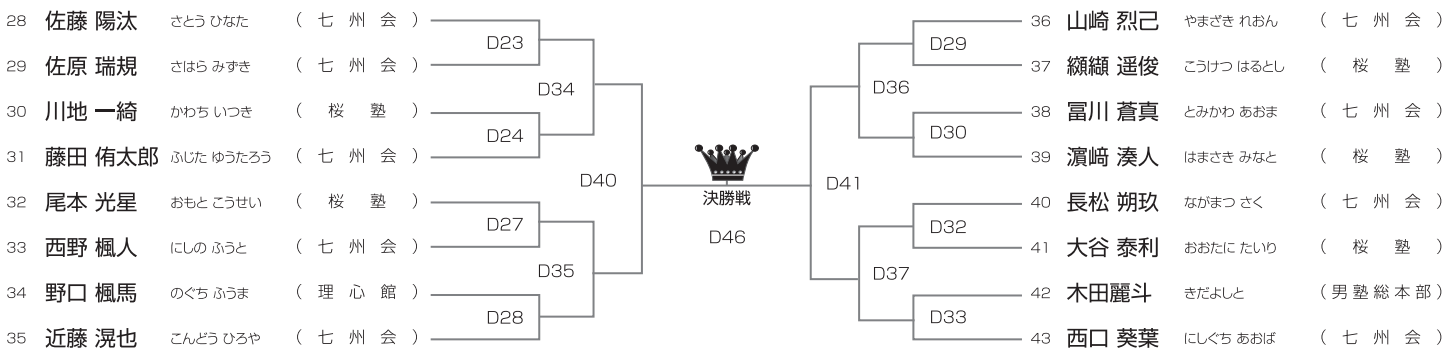 28 佐藤 陽汰 さとう ひなた （ 七 州 会 ）
29 佐原 瑞規 さはら みずき （ 七 州 会 ）
30 川地 一綺 かわち いつき （ 桜 塾 ）
31 藤田 侑太郎 ふじた ゆうたろう （ 七 州 会 ）
32 尾本 光星 おもと こうせい （ 桜 塾 ）
33 西野 楓人 にしの ふうと （ 七 州 会 ）
34 野口 楓馬 のぐち ふうま （ 理 心 館 ）
35 近藤 滉也 こんどう ひろや （ 七 州 会 ）
D23
D24
D27
D28
D34
D35
D40
決勝戦
D46
D41
D36
D37
D29
D30
D32
D33
36 山崎 烈己 やまざき れおん （ 七 州 会 ）
37 纐纈 遥俊 こうけつ はるとし （ 桜 塾 ）
38 冨川 蒼真 とみかわ あおま （ 七 州 会 ）
39 濵﨑 湊人 はまさき みなと （ 桜 塾 ）
40 長松 朔玖 ながまつ さく （ 七 州 会 ）
41 大谷 泰利 おおたに たいり （ 桜 塾 ）
42 木田麗斗 きだよしと （男塾総本部）
43 西口 葵葉 にしぐち あおば （ 七 州 会 ）